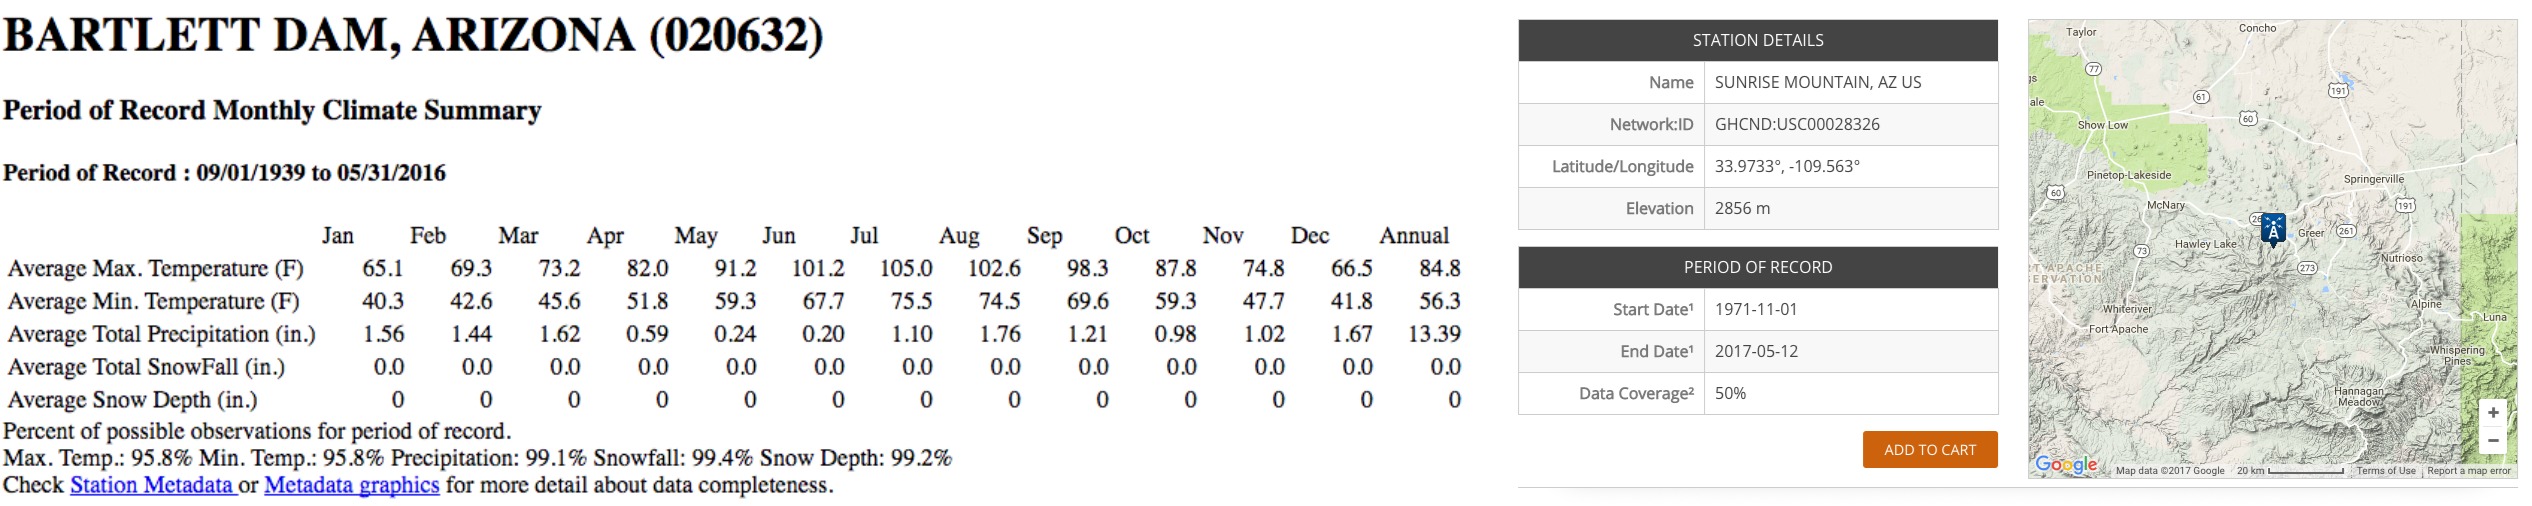 BARTLETT DAM, ARIZONA (020632)
Period of Record Monthly Climate Summary
Period of Record : 09/01/1939 to 05/31/2016
Jan Feb Mar Apr May Jun Jul Aug Sep Oct Nov Dec Annual
Average Max. Temperature (F) 65.1 69.3 73.2 82.0 91.2 101.2 105.0 102.6 98.3 87.8 74.8 66.5 84.8
Average Min. Temperature (F) 40.3 42.6 45.6 51.8 59.3 67.7 75.5 74.5 69.6 59.3 47.7 41.8 56.3
Average Total Precipitation (in.) 1.56 1.44 1.62 0.59 0.24 0.20 1.10 1.76 1.21 0.98 1.02 1.67 13.39
Average Total SnowFall (in.) 0.0 0.0 0.0 0.0 0.0 0.0 0.0 0.0 0.0 0.0 0.0 0.0 0.0
Average Snow Depth (in.) 0 0 0 0 0 0 0 0 0 0 0 0 0
Percent of possible observations for period of record.
Max. Temp.: 95.8% Min. Temp.: 95.8% Precipitation: 99.1% Snowfall: 99.4% Snow Depth: 99.2%
Check Station Metadata or Metadata graphics for more detail about data completeness.
STATION DETAILS
Name SUNRISE MOUNTAIN, AZ US
Network:ID GHCND:USC00028326
Latitude/Longitude 33.9733°, -109.563°
Elevation 2856 m
PERIOD OF RECORD
Start Date¹ 1971-11-01
End Date¹ 2017-05-12
Data Coverage² 50%
ADD TO CART
Taylor
Concho
77
gs
191
61
ale
60
Show Low
Pinetop-Lakeside
Springerville
60
McNary
191
26
A
Greer
261
Hawley Lake
73
Nutrioso
273
T APACHE
ERVATION
Whiteriver
Alpine
Luna
Fort Apache
Whispering
Pines
Hannagan
Meadow
+
−
Google
Map data ©2017 Google
20 km
Terms of Use
Report a map error